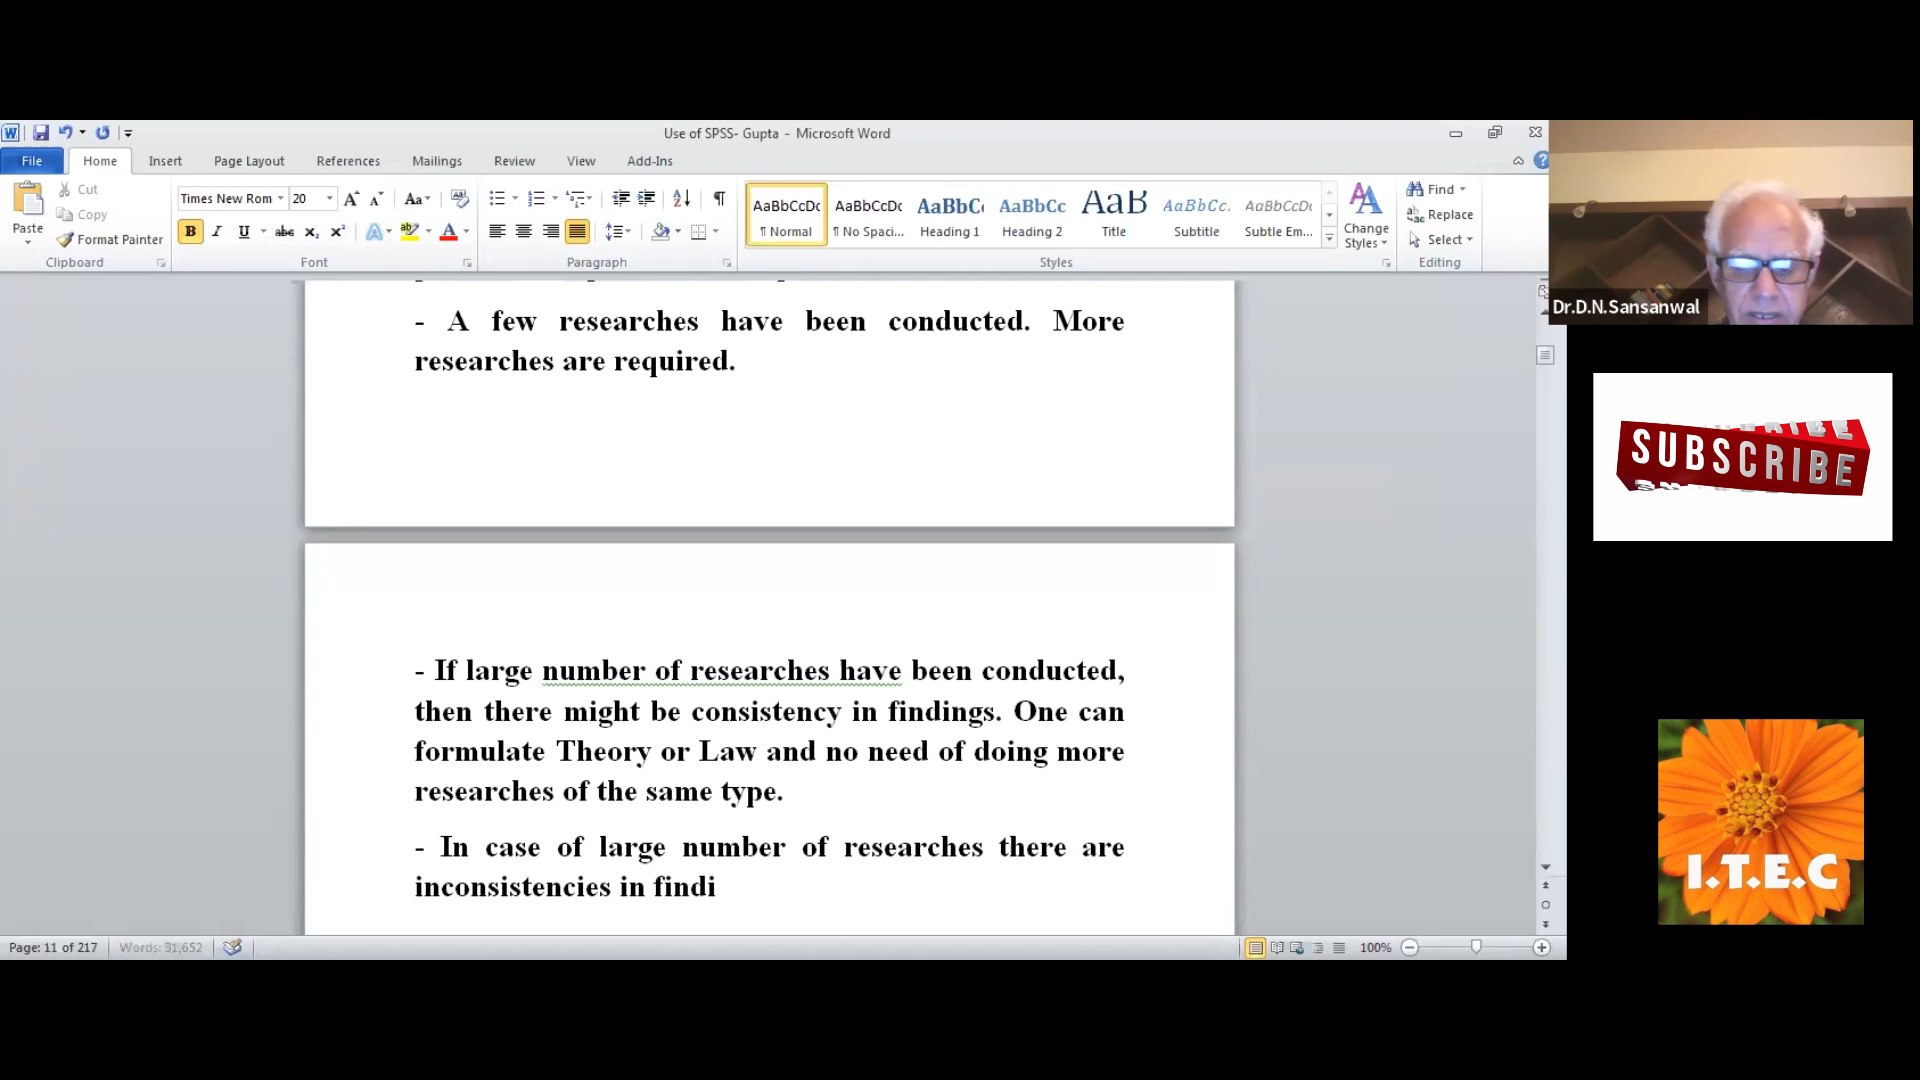 Use of SPSS- Gupta - Microsoft Word
File Home Insert Page Layout References Mailings Review View Add-Ins
Paste
Cut
Copy
Format Painter
Clipboard
Times New Rom 20
Font
Paragraph
AaBbCcDc AaBbCcDc AaBbC AaBbCc AaB AaBbCc. AaBbCcDc
¶ Normal ¶ No Spaci... Heading 1 Heading 2 Title Subtitle Subtle Em...
Styles
Change
Styles
Find
Replace
Select
Editing
Dr.D.N.Sansanwal
- A few researches have been conducted. More
researches are required.
SUBSCRIBE
- If large number of researches have been conducted,
then there might be consistency in findings. One can
formulate Theory or Law and no need of doing more
researches of the same type.
- In case of large number of researches there are
inconsistencies in findi
I.T.E.C
Page: 11 of 217 Words: 31,652
100%